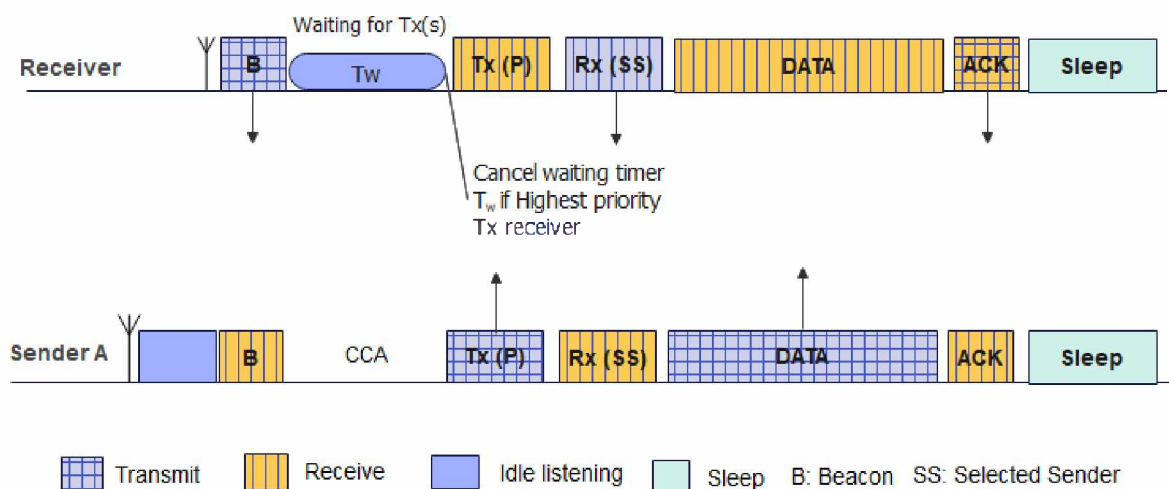 Waiting for Tx(s)
Receiver B Tw Tx (P) Rx (SS) DATA ACK Sleep
Cancel waiting timer
Tw if Highest priority
Tx receiver
Sender A B CCA Tx (P) Rx (SS) DATA ACK Sleep
Transmit Receive Idle listening Sleep B: Beacon SS: Selected Sender